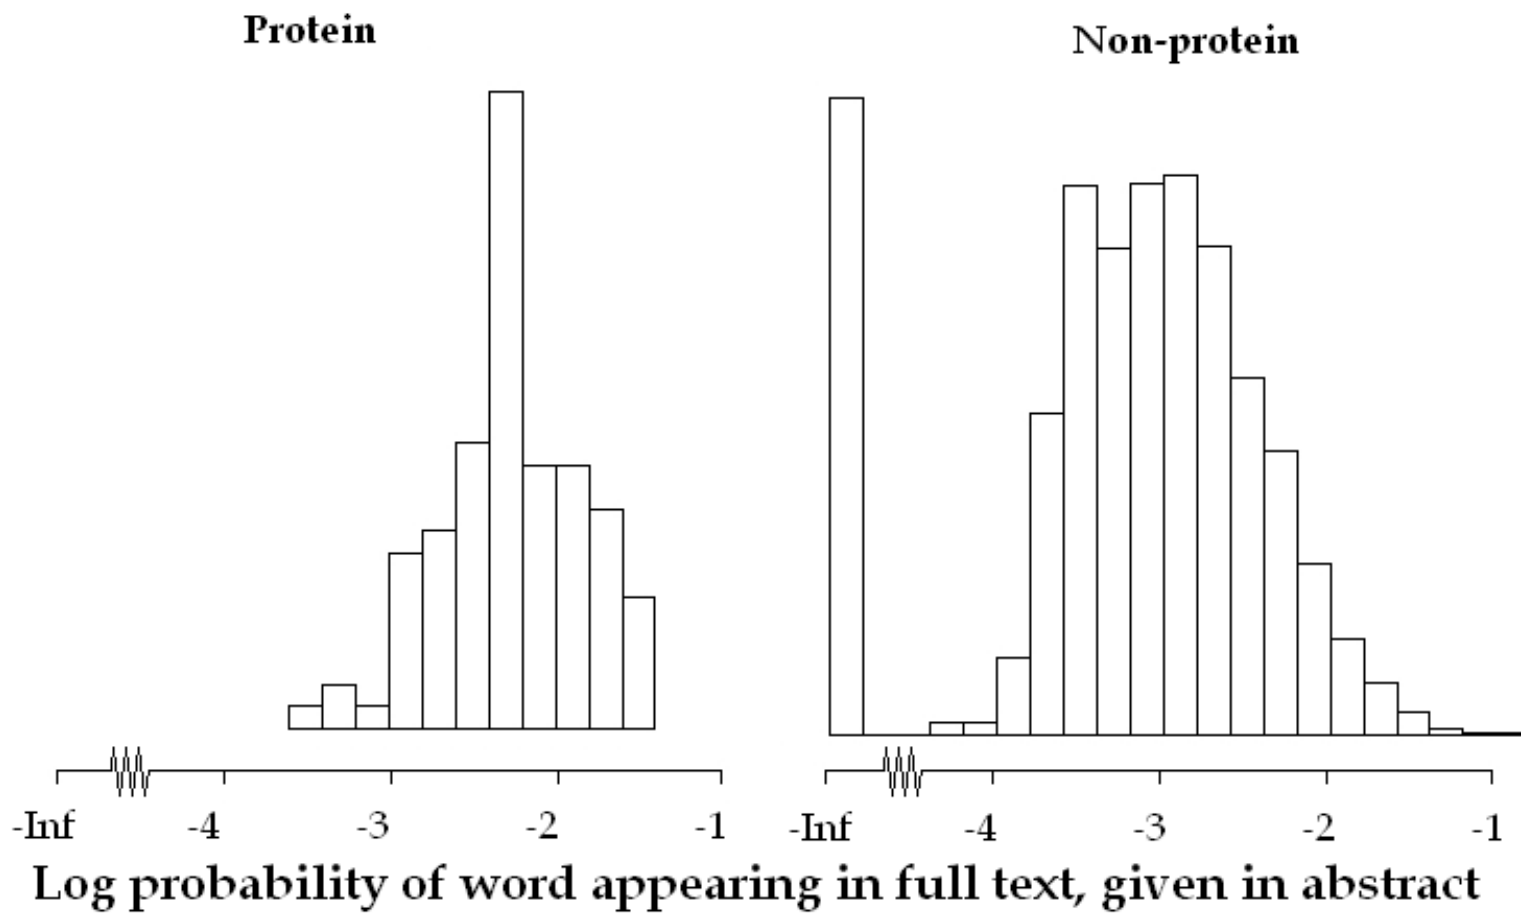 Protein
Non-protein
-Inf -4 -3 -2 -1 -Inf -4 -3 -2 -1
Log probability of word appearing in full text, given in abstract